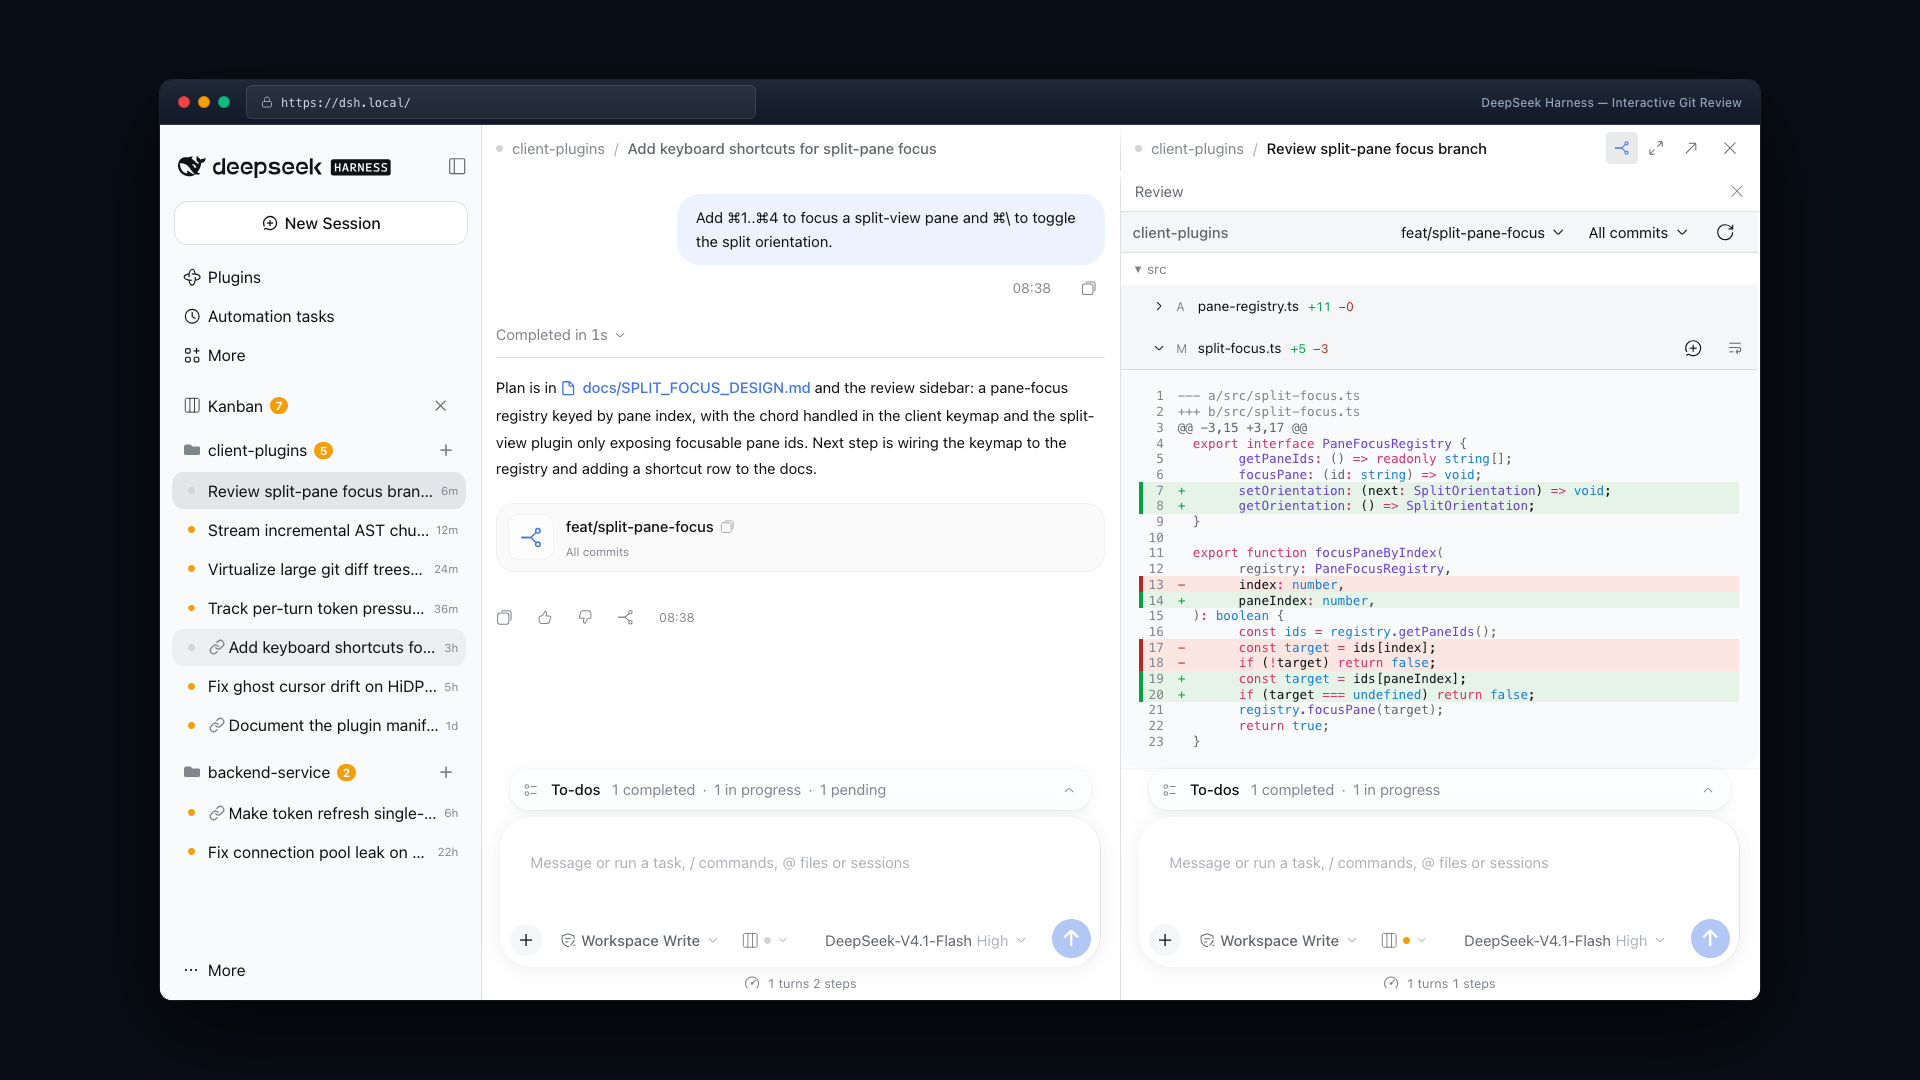 https://dsh.local/
DeepSeek Harness — Interactive Git Review
deepseek HARNESS
New Session
Plugins
Automation tasks
More
Kanban 7
client-plugins 5
Review split-pane focus bran... 6m
Stream incremental AST chu... 12m
Virtualize large git diff trees... 24m
Track per-turn token pressu... 36m
Add keyboard shortcuts fo... 3h
Fix ghost cursor drift on HiDP... 5h
Document the plugin manif... 1d
backend-service 2
Make token refresh single-... 6h
Fix connection pool leak on ... 22h
More
client-plugins / Add keyboard shortcuts for split-pane focus
Add ⌘1..⌘4 to focus a split-view pane and ⌘\ to toggle
the split orientation.
08:38
Completed in 1s
Plan is in docs/SPLIT_FOCUS_DESIGN.md and the review sidebar: a pane-focus
registry keyed by pane index, with the chord handled in the client keymap and the split-
view plugin only exposing focusable pane ids. Next step is wiring the keymap to the
registry and adding a shortcut row to the docs.
feat/split-pane-focus
All commits
08:38
To-dos 1 completed · 1 in progress · 1 pending
Message or run a task, / commands, @ files or sessions
Workspace Write
DeepSeek-V4.1-Flash High
1 turns 2 steps
client-plugins / Review split-pane focus branch
Review
client-plugins feat/split-pane-focus All commits
src
A pane-registry.ts +11 −0
M split-focus.ts +5 −3
1 --- a/src/split-focus.ts
2 +++ b/src/split-focus.ts
3 @@ -3,15 +3,17 @@
4 export interface PaneFocusRegistry {
5 getPaneIds: () => readonly string[];
6 focusPane: (id: string) => void;
7 + setOrientation: (next: SplitOrientation) => void;
8 + getOrientation: () => SplitOrientation;
9 }
10
11 export function focusPaneByIndex(
12 registry: PaneFocusRegistry,
13 - index: number,
14 + paneIndex: number,
15 ): boolean {
16 const ids = registry.getPaneIds();
17 - const target = ids[index];
18 - if (!target) return false;
19 + const target = ids[paneIndex];
20 + if (target === undefined) return false;
21 registry.focusPane(target);
22 return true;
23 }
To-dos 1 completed · 1 in progress
Message or run a task, / commands, @ files or sessions
Workspace Write
DeepSeek-V4.1-Flash High
1 turns 1 steps